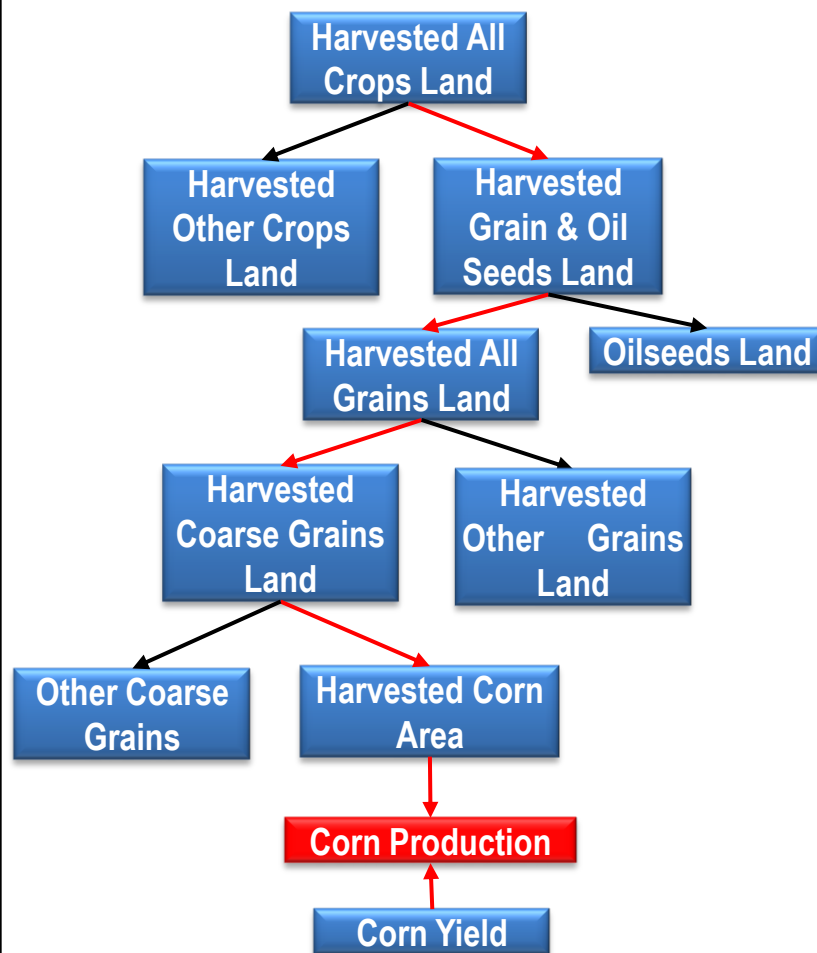 Harvested All
Crops Land
Harvested
Other Crops
Land
Harvested
Grain & Oil
Seeds Land
Harvested All
Grains Land
Oilseeds Land
Harvested
Coarse Grains
Land
Harvested
Other Grains
Land
Other Coarse
Grains
Harvested Corn
Area
Corn Production
Corn Yield